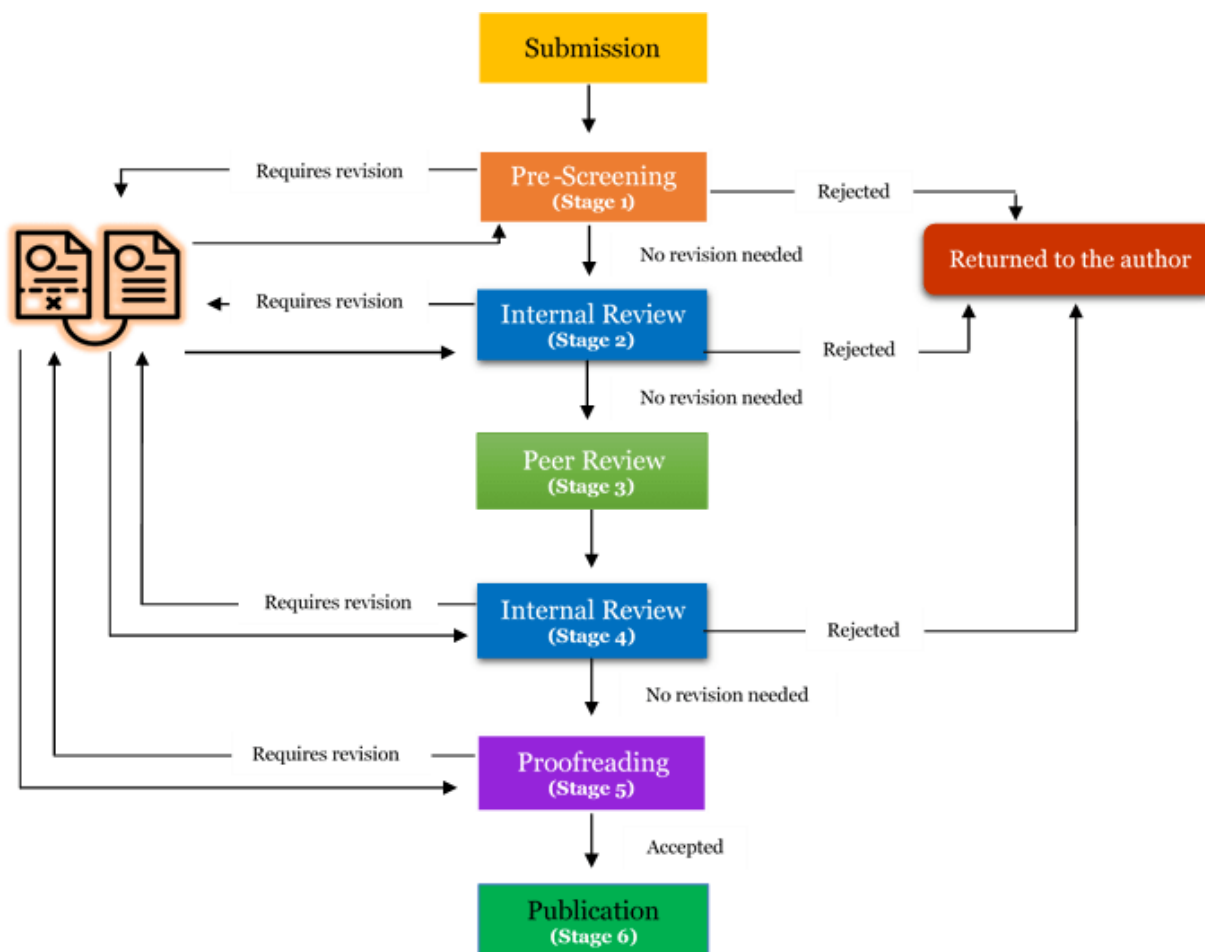 Submission
Requires revision
Pre-Screening
(Stage 1)
Rejected
No revision needed
Returned to the author
Requires revision
Internal Review
(Stage 2)
Rejected
No revision needed
Peer Review
(Stage 3)
Requires revision
Internal Review
(Stage 4)
Rejected
No revision needed
Requires revision
Proofreading
(Stage 5)
Accepted
Publication
(Stage 6)